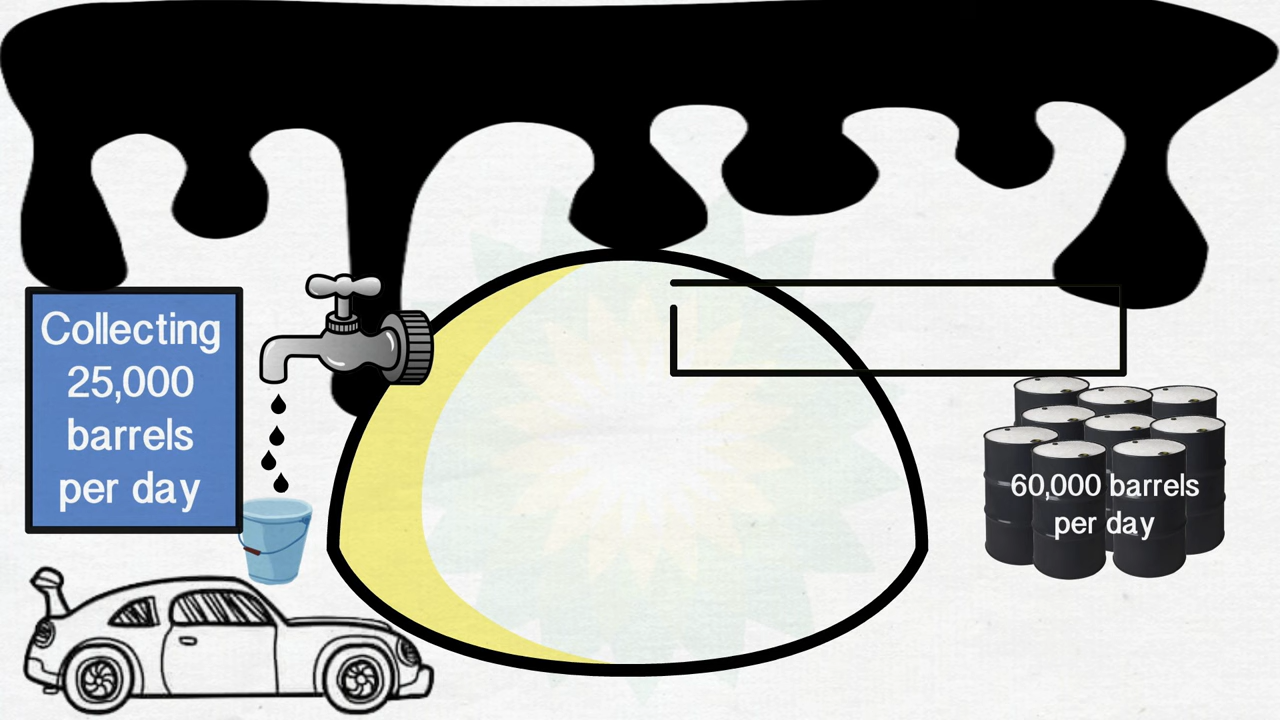 Collecting
25,000
barrels
per day
60,000 barrels
per day